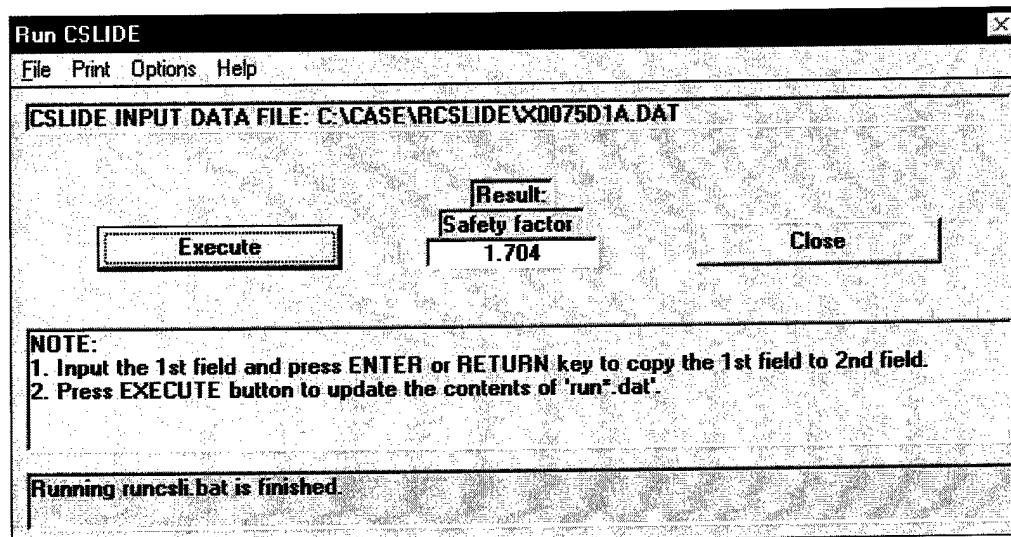 Run CSLIDE
File Print Options Help
CSLIDE INPUT DATA FILE: C:\CASE\RCSLIDE\X0075D1A.DAT
Result:
Safety factor
Execute
1.704
Close
NOTE:
1. Input the 1st field and press ENTER or RETURN key to copy the 1st field to 2nd field.
2. Press EXECUTE button to update the contents of 'run*.dat'.
Running runcsli.bat is finished.